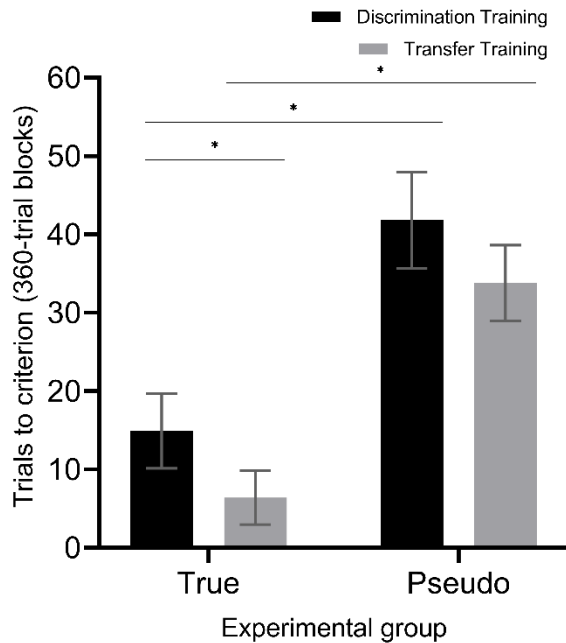 Discrimination Training
Transfer Training
Trials to criterion (360-trial blocks)
60
50
40
30
20
10
0
*
*
*
True Pseudo
Experimental group